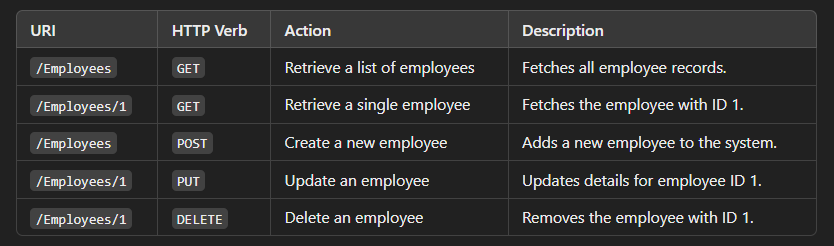 URI HTTP Verb Action Description
/Employees GET Retrieve a list of employees Fetches all employee records.
/Employees/1 GET Retrieve a single employee Fetches the employee with ID 1.
/Employees POST Create a new employee Adds a new employee to the system.
/Employees/1 PUT Update an employee Updates details for employee ID 1.
/Employees/1 DELETE Delete an employee Removes the employee with ID 1.